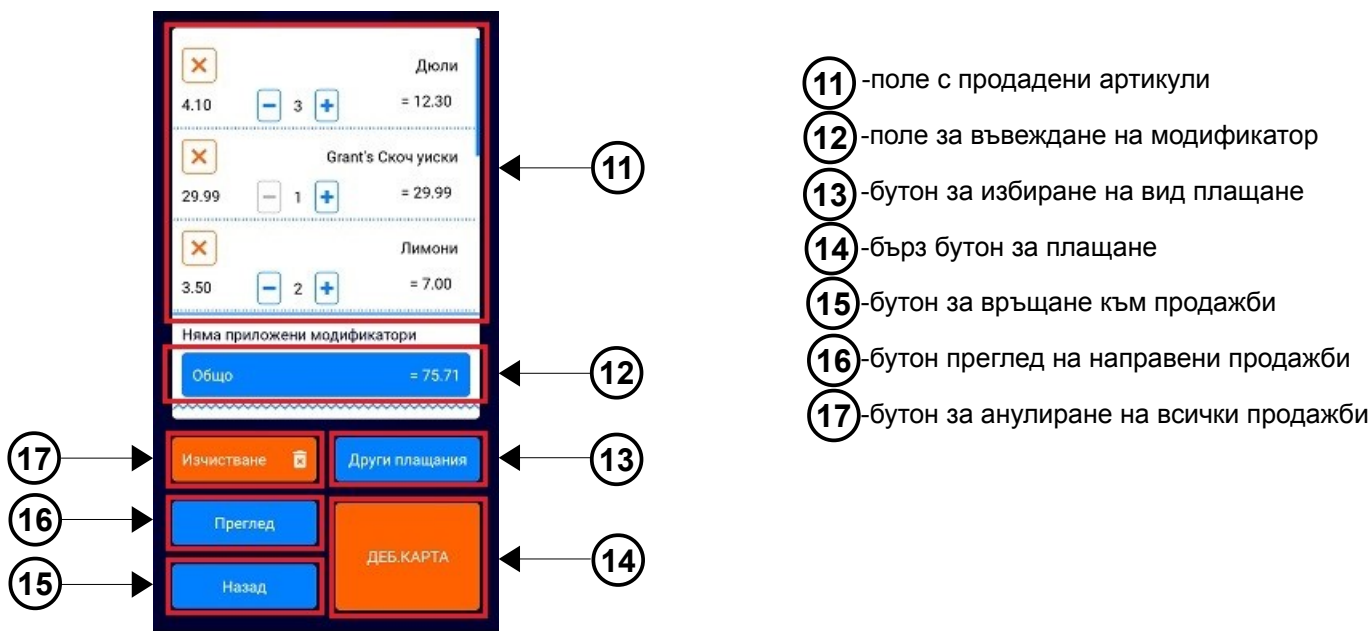 Дюли
4.10 3 = 12.30
Grant's Скоч уиски
29.99 1 = 29.99
Лимони
3.50 2 = 7.00
Няма приложени модификатори
Общо = 75.71
Изчистване Други плащания
Преглед
ДЕБ.КАРТА
Назад
11
12
17
13
16
14
15
11 -поле с продадени артикули
12 -поле за въвеждане на модификатор
13 -бутон за избиране на вид плащане
14 -бърз бутон за плащане
15 -бутон за връщане към продажби
16 -бутон преглед на направени продажби
17 -бутон за анулиране на всички продажби